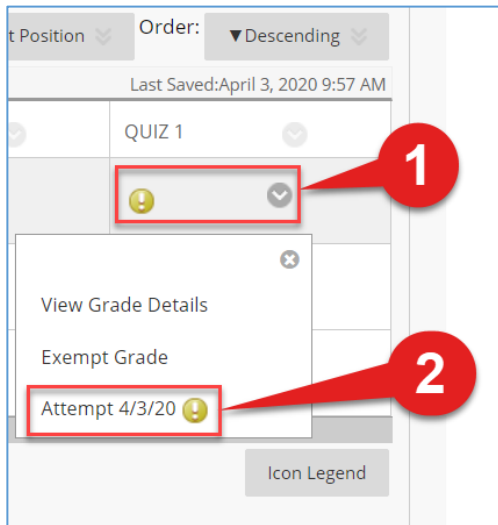 t Position Order: ▼Descending
Last Saved:April 3, 2020 9:57 AM
QUIZ 1
1
View Grade Details
Exempt Grade
Attempt 4/3/20
2
Icon Legend